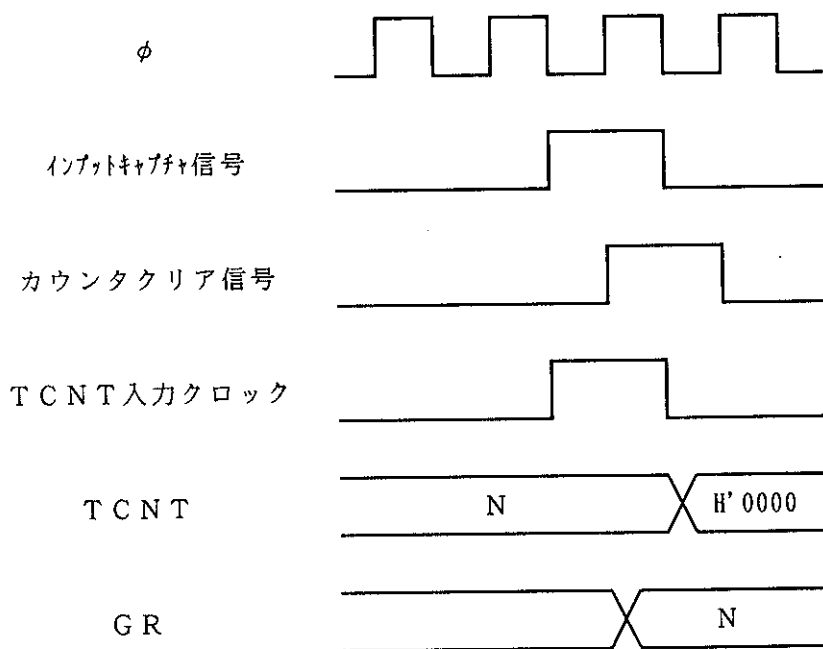 φ
インプットキャプチャ信号
カウンタクリア信号
TCNT入力クロック
TCNT
N
H'0000
GR
N